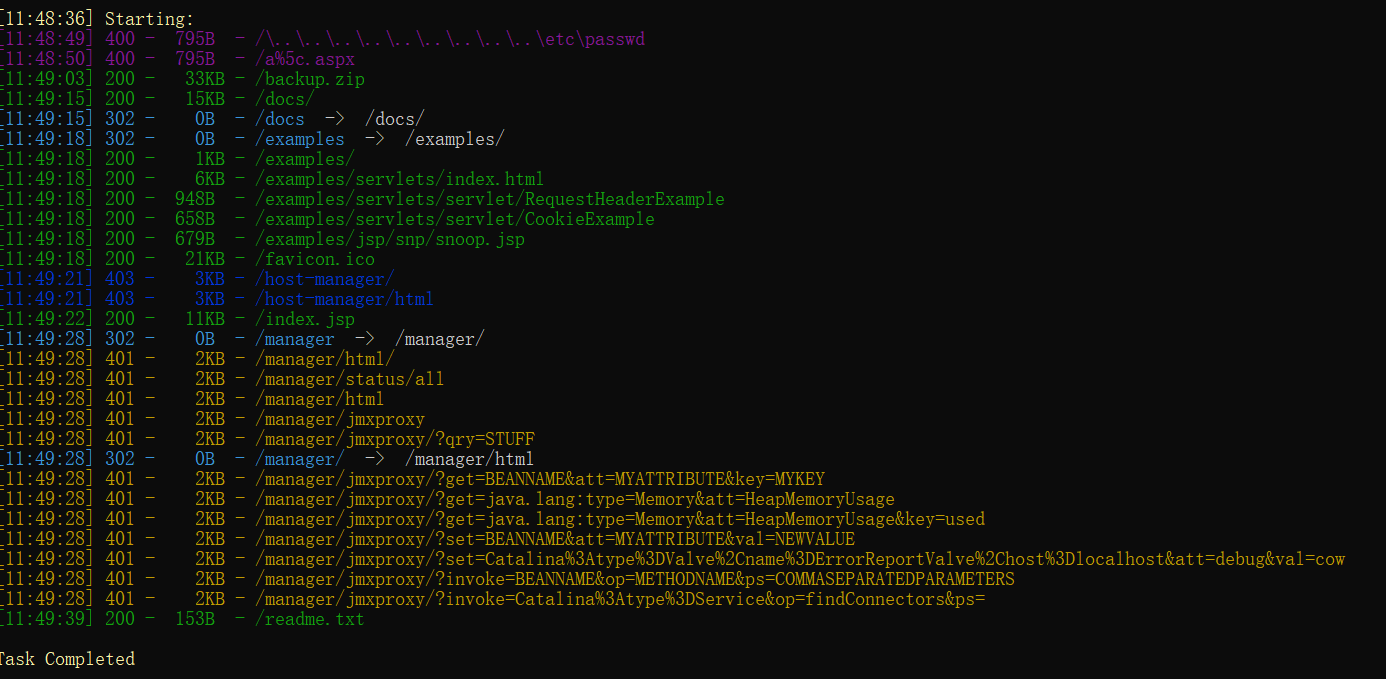 [11:48:36] Starting:
[11:48:49] 400 - 795B - /\..\..\..\..\..\..\..\..\..\etc\passwd
[11:48:50] 400 - 795B - /a%5c.aspx
[11:49:03] 200 - 33KB - /backup.zip
[11:49:15] 200 - 15KB - /docs/
[11:49:15] 302 - 0B - /docs -> /docs/
[11:49:18] 302 - 0B - /examples -> /examples/
[11:49:18] 200 - 1KB - /examples/
[11:49:18] 200 - 6KB - /examples/servlets/index.html
[11:49:18] 200 - 948B - /examples/servlets/servlet/RequestHeaderExample
[11:49:18] 200 - 658B - /examples/servlets/servlet/CookieExample
[11:49:18] 200 - 679B - /examples/jsp/snp/snoop.jsp
[11:49:18] 200 - 21KB - /favicon.ico
[11:49:21] 403 - 3KB - /host-manager/
[11:49:21] 403 - 3KB - /host-manager/html
[11:49:22] 200 - 11KB - /index.jsp
[11:49:28] 302 - 0B - /manager -> /manager/
[11:49:28] 401 - 2KB - /manager/html/
[11:49:28] 401 - 2KB - /manager/status/all
[11:49:28] 401 - 2KB - /manager/html
[11:49:28] 401 - 2KB - /manager/jmxproxy
[11:49:28] 401 - 2KB - /manager/jmxproxy/?qry=STUFF
[11:49:28] 302 - 0B - /manager/ -> /manager/html
[11:49:28] 401 - 2KB - /manager/jmxproxy/?get=BEANNAME&att=MYATTRIBUTE&key=MYKEY
[11:49:28] 401 - 2KB - /manager/jmxproxy/?get=java.lang:type=Memory&att=HeapMemoryUsage
[11:49:28] 401 - 2KB - /manager/jmxproxy/?get=java.lang:type=Memory&att=HeapMemoryUsage&key=used
[11:49:28] 401 - 2KB - /manager/jmxproxy/?set=BEANNAME&att=MYATTRIBUTE&val=NEWVALUE
[11:49:28] 401 - 2KB - /manager/jmxproxy/?set=Catalina%3Atype%3DValve%2Cname%3DErrorReportValve%2Chost%3Dlocalhost&att=debug&val=cow
[11:49:28] 401 - 2KB - /manager/jmxproxy/?invoke=BEANNAME&op=METHODNAME&ps=COMMASEPARATEDPARAMETERS
[11:49:28] 401 - 2KB - /manager/jmxproxy/?invoke=Catalina%3Atype%3DService&op=findConnectors&ps=
[11:49:39] 200 - 153B - /readme.txt
Task Completed